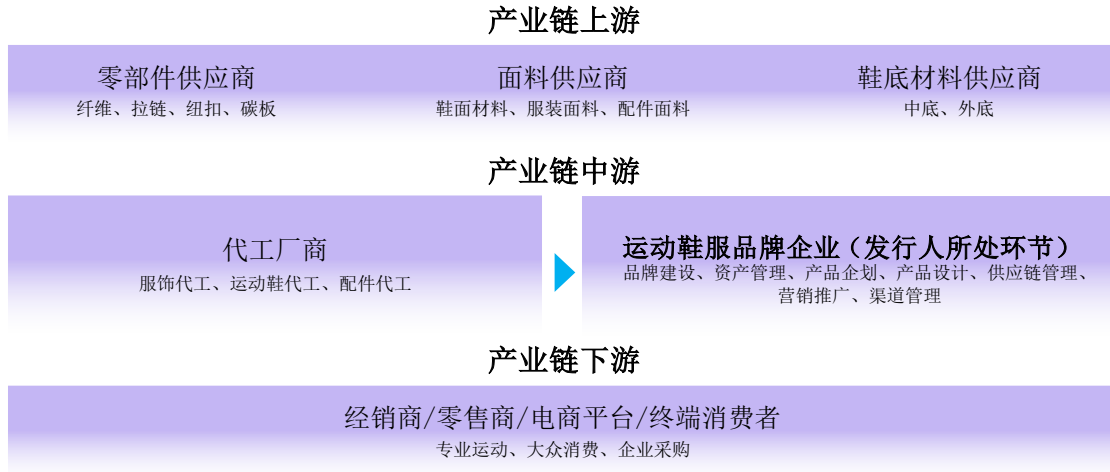 产业链上游
零部件供应商
纤维、拉链、纽扣、碳板
面料供应商
鞋面材料、服装面料、配件面料
鞋底材料供应商
中底、外底
产业链中游
代工厂商
服饰代工、运动鞋代工、配件代工
运动鞋服品牌企业（发行人所处环节）
品牌建设、资产管理、产品企划、产品设计、供应链管理、
营销推广、渠道管理
产业链下游
经销商/零售商/电商平台/终端消费者
专业运动、大众消费、企业采购